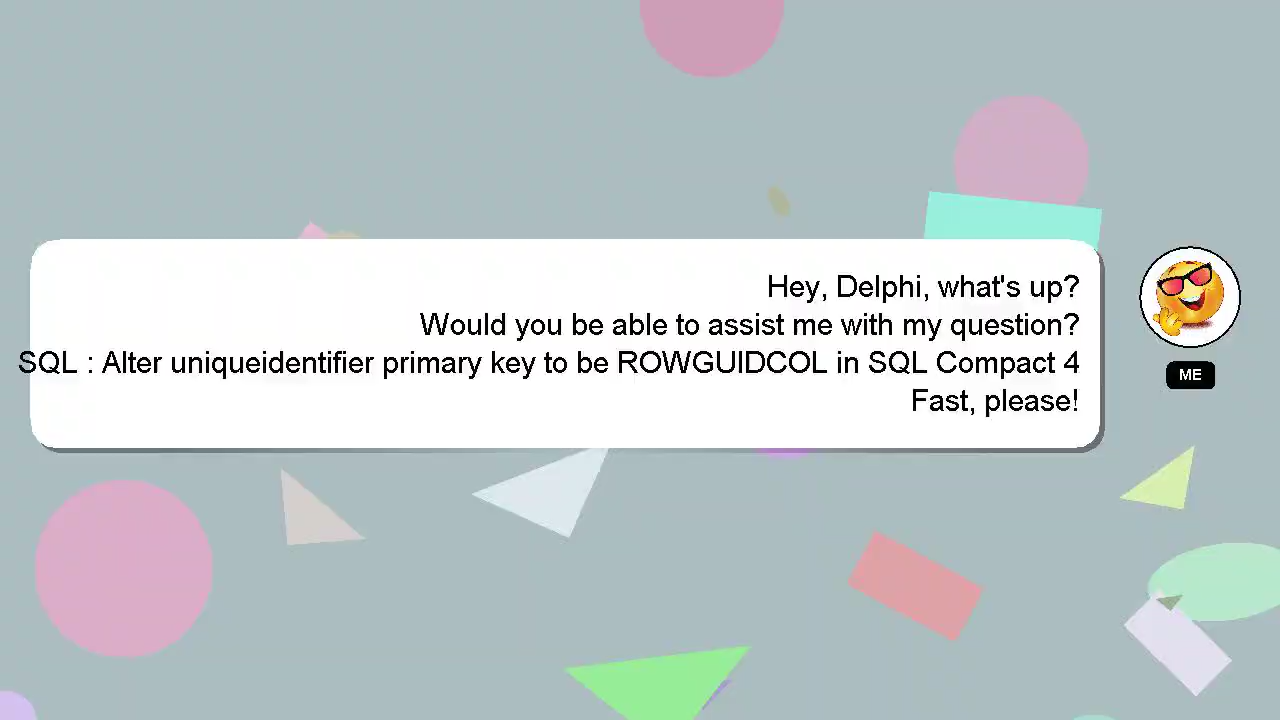 Hey, Delphi, what's up?
Would you be able to assist me with my question?
SQL : Alter uniqueidentifier primary key to be ROWGUIDCOL in SQL Compact 4
Fast, please!
ME